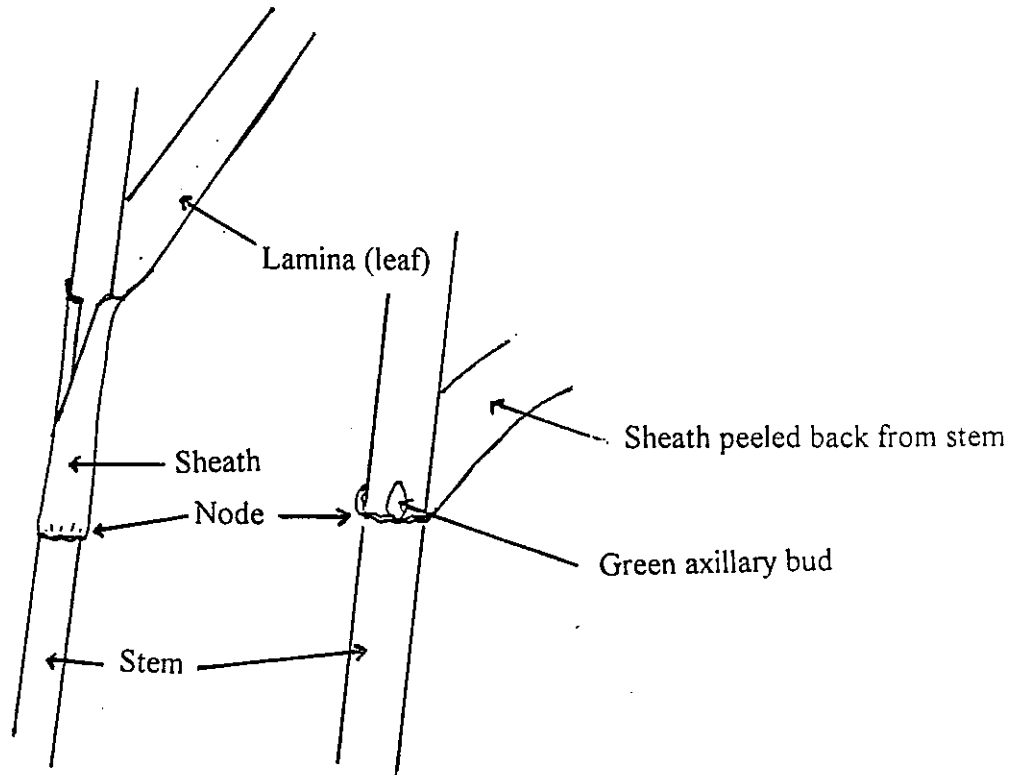 Lamina (leaf)
Sheath peeled back from stem
Sheath
Node
Green axillary bud
Stem